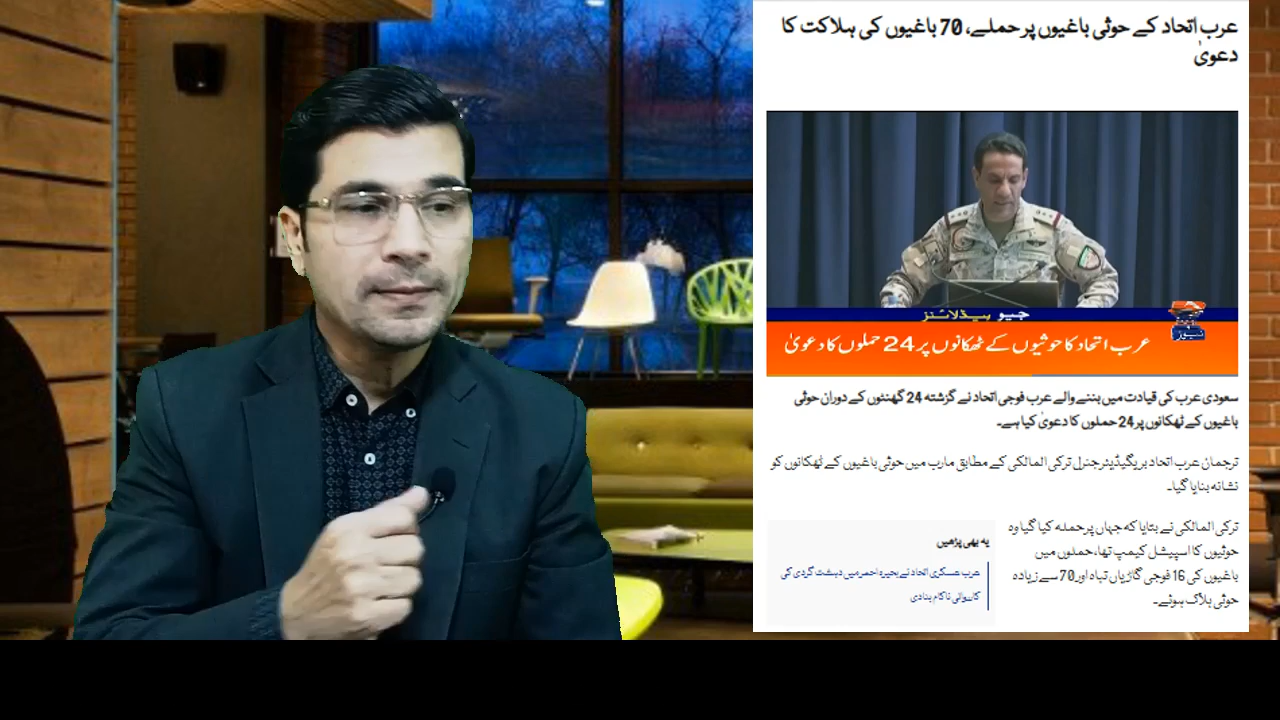 عرب اتحاد کے حوثی باغیوں پر حملے، 70 باغیوں کی ہلاکت کا
دعویٰ
جیو ہیڈلائنز
جیو نیوز
عرب اتحاد کا حوثیوں کے ٹھکانوں پر 24 حملوں کا دعویٰ
سعودی عرب کی قیادت میں بننے والے عرب فوجی اتحاد نے گزشتہ 24 گھنٹوں کے دوران حوثی
باغیوں کے ٹھکانوں پر 24 حملوں کا دعویٰ کیا ہے۔
ترجمان عرب اتحاد بریگیڈیئر جنرل ترکی المالکی کے مطابق مارب میں حوثی باغیوں کے ٹھکانوں کو
نشانہ بنایا گیا۔
ترکی المالکی نے بتایا کہ جہاں پر حملہ کیا گیا وہ
حوثیوں کا اسپیشل کیمپ تھا، حملوں میں
باغیوں کی 16 فوجی گاڑیاں تباہ اور 70 سے زیادہ
حوثی ہلاک ہوئے۔
یہ بھی پڑھیں
عرب عسکری اتحاد نے بحیرہ احمر میں دہشت گردی کی
کارروائی ناکام بنا دی